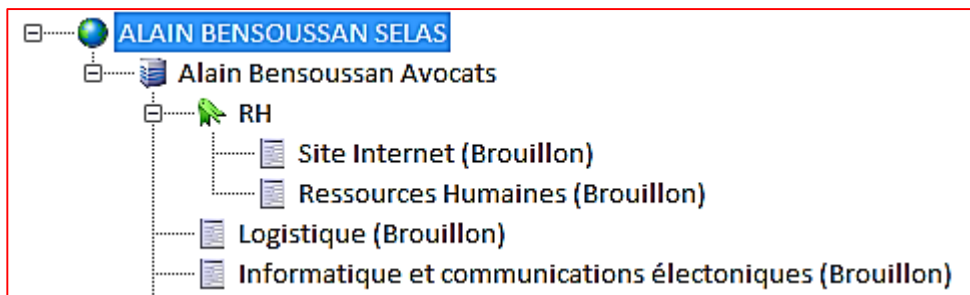 ALAIN BENSOUSSAN SELAS
Alain Bensoussan Avocats
RH
Site Internet (Brouillon)
Ressources Humaines (Brouillon)
Logistique (Brouillon)
Informatique et communications électoniques (Brouillon)